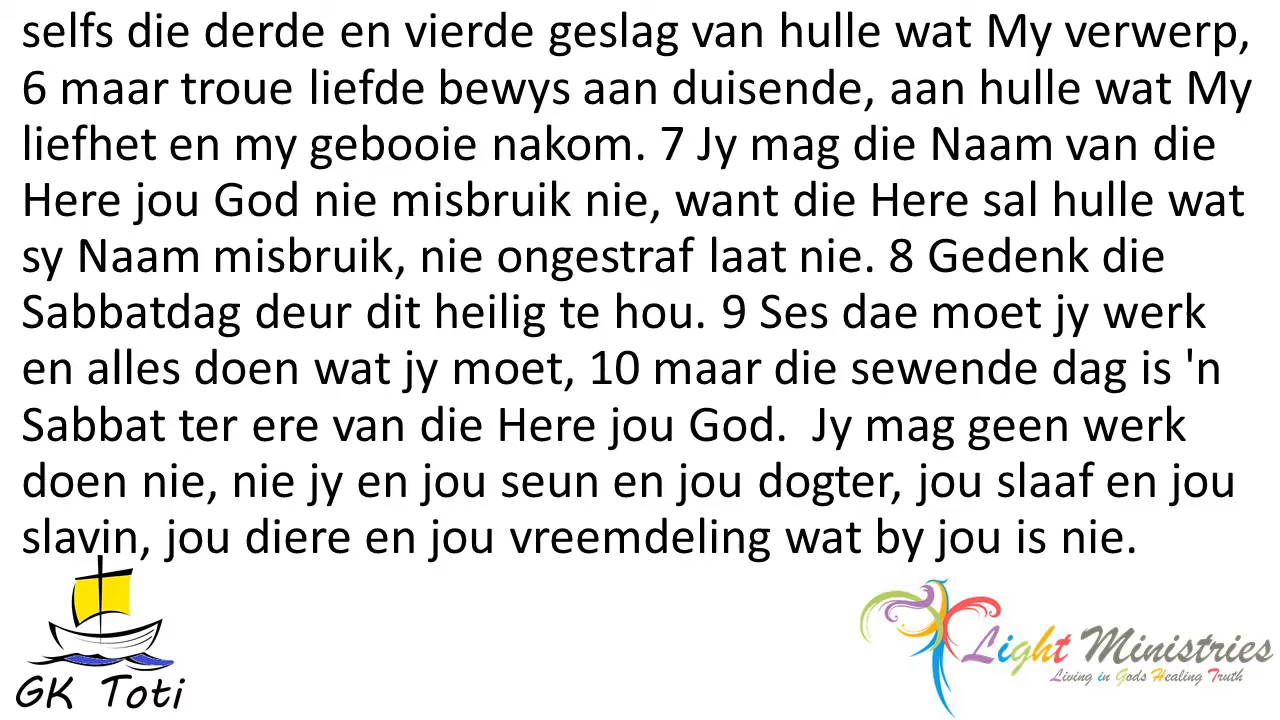 selfs die derde en vierde geslag van hulle wat My verwerp,
6 maar troue liefde bewys aan duisende, aan hulle wat My
liefhet en my gebooie nakom. 7 Jy mag die Naam van die
Here jou God nie misbruik nie, want die Here sal hulle wat
sy Naam misbruik, nie ongestraf laat nie. 8 Gedenk die
Sabbatdag deur dit heilig te hou. 9 Ses dae moet jy werk
en alles doen wat jy moet, 10 maar die sewende dag is 'n
Sabbat ter ere van die Here jou God.  Jy mag geen werk
doen nie, nie jy en jou seun en jou dogter, jou slaaf en jou
slavin, jou diere en jou vreemdeling wat by jou is nie.
GK Toti
Light Ministries
Living in Gods Healing Truth